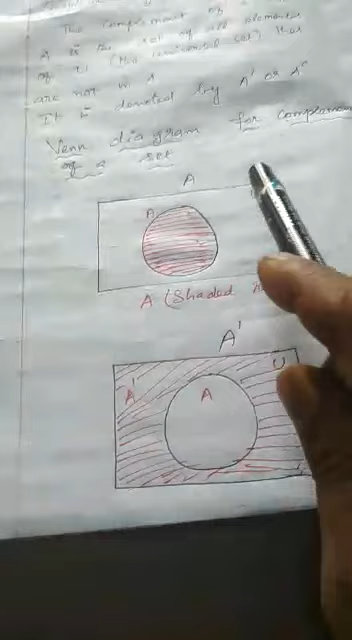 The complement of a
A is the set of all elements
of U (the universal set) that
are not in A
It is denoted by A' or Aᶜ
Venn diagram for complement
of a set
A
A
A (Shaded
A'
U
A' A